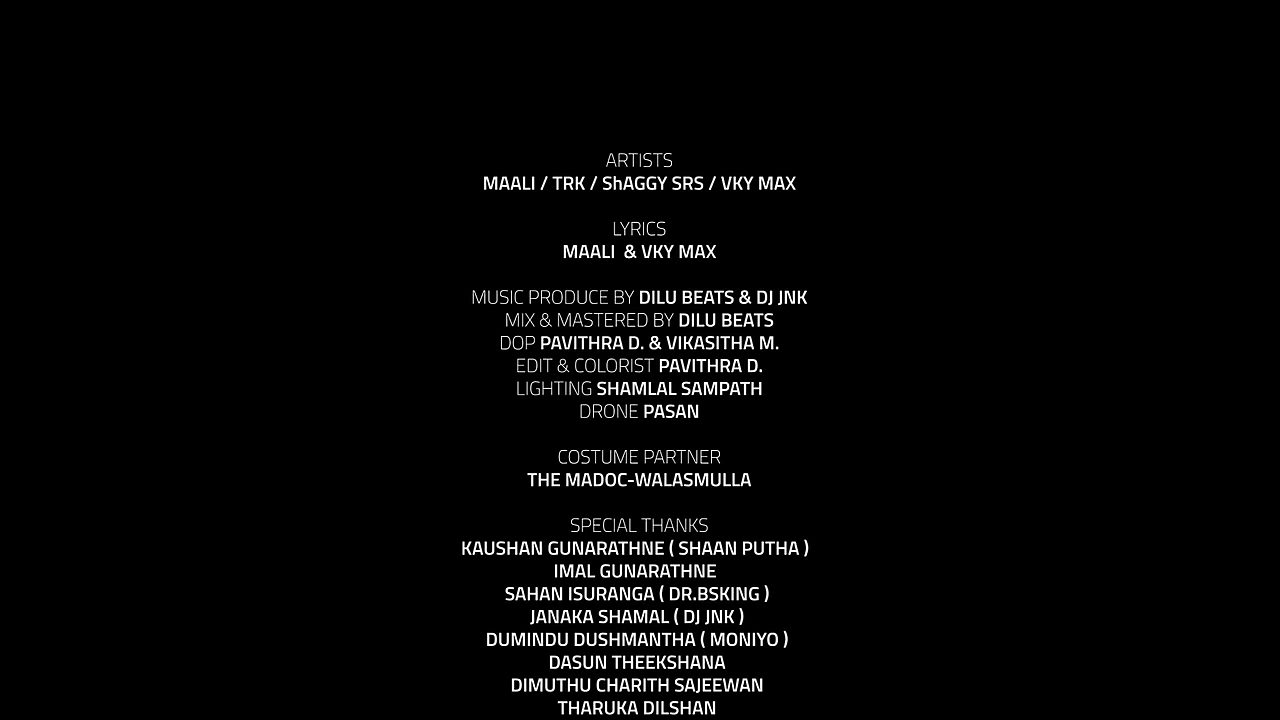 ARTISTS
MAALI / TRK / ShAGGY SRS / VKY MAX
LYRICS
MAALI  & VKY MAX
MUSIC PRODUCE BY DILU BEATS & DJ JNK
MIX & MASTERED BY DILU BEATS
DOP PAVITHRA D. & VIKASITHA M.
EDIT & COLORIST PAVITHRA D.
LIGHTING SHAMLAL SAMPATH
DRONE PASAN
COSTUME PARTNER
THE MADOC-WALASMULLA
SPECIAL THANKS
KAUSHAN GUNARATHNE ( SHAAN PUTHA )
IMAL GUNARATHNE
SAHAN ISURANGA ( DR.BSKING )
JANAKA SHAMAL ( DJ JNK )
DUMINDU DUSHMANTHA ( MONIYO )
DASUN THEEKSHANA
DIMUTHU CHARITH SAJEEWAN
THARUKA DILSHAN